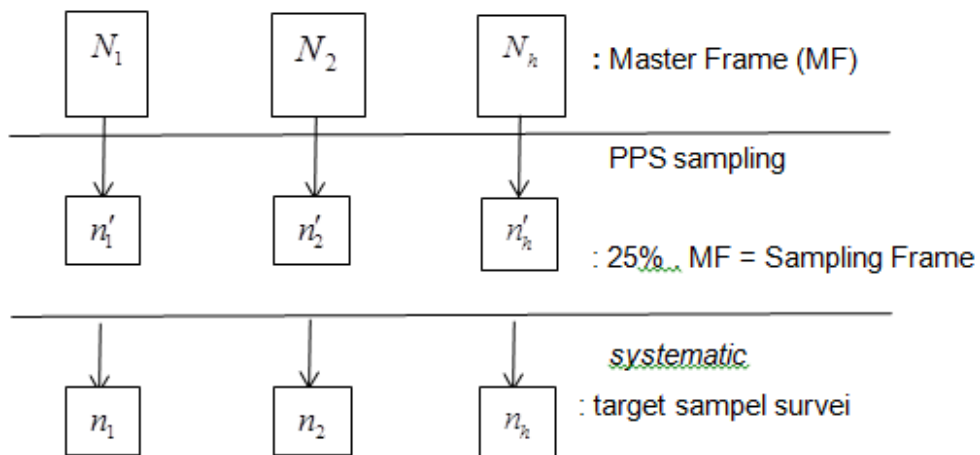 N₁ N₂ Nₕ : Master Frame (MF)
PPS sampling
n′₁ n′₂ n′ₕ
: 25% . MF = Sampling Frame
systematic
n₁ n₂ nₕ : target sampel survei